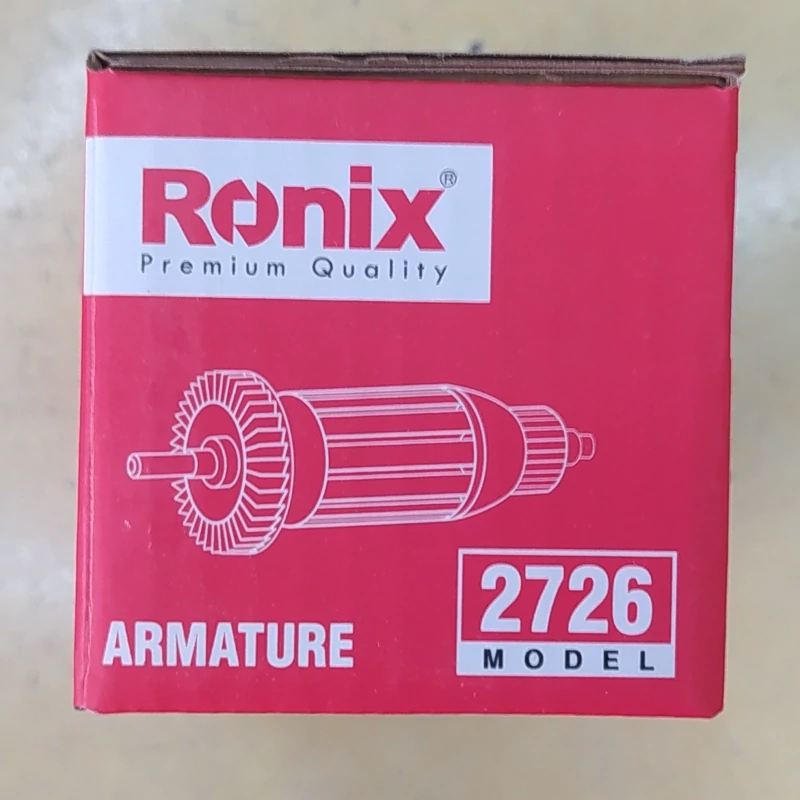 Ronix®
Premium Quality
ARMATURE
2726
MODEL